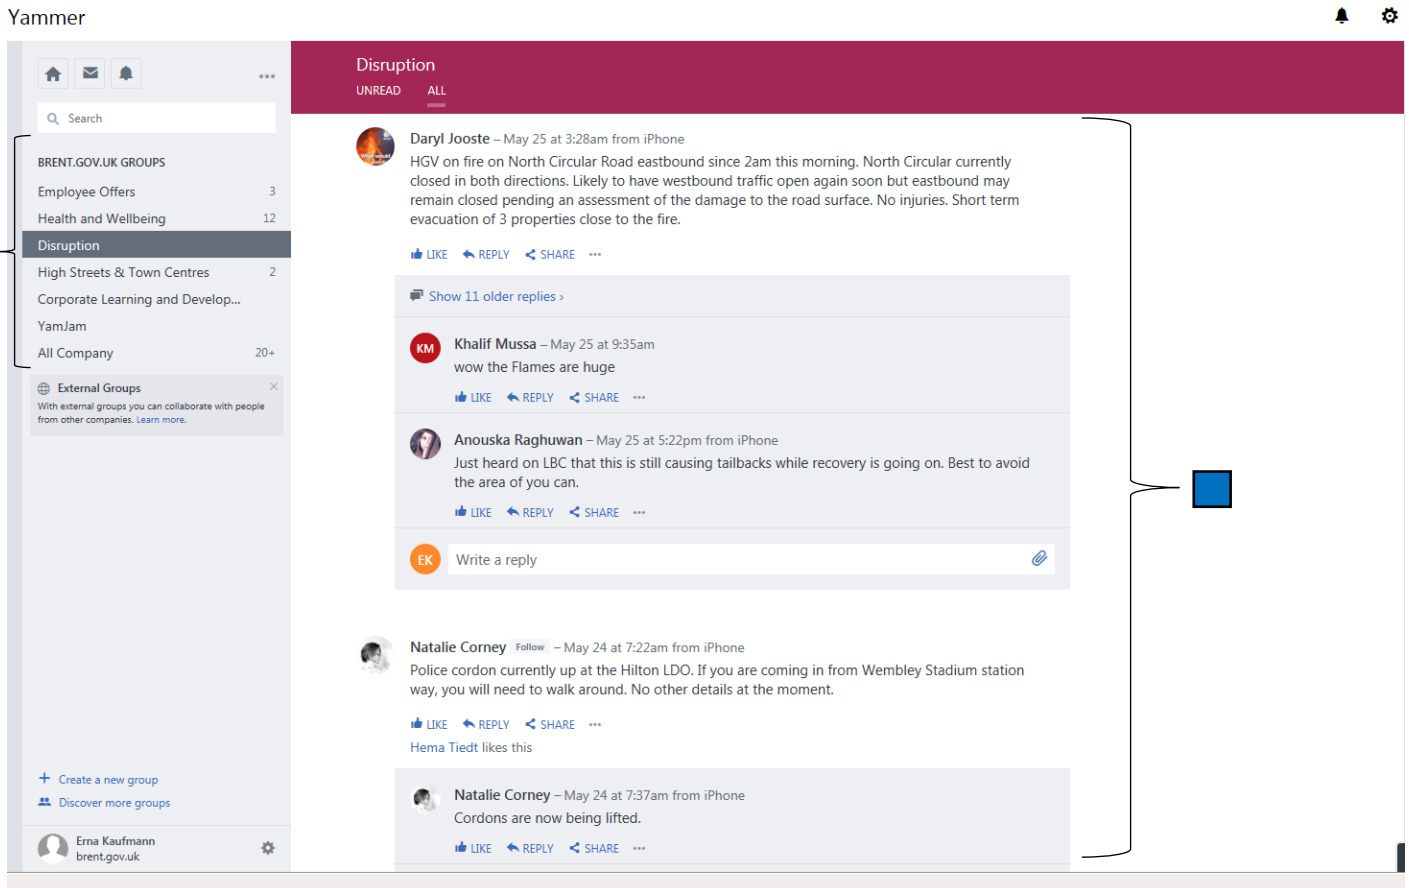 Yammer
Search
BRENT.GOV.UK GROUPS
Employee Offers 3
Health and Wellbeing 12
Disruption
High Streets & Town Centres 2
Corporate Learning and Develop...
YamJam
All Company 20+
External Groups
With external groups you can collaborate with people
from other companies. Learn more.
+ Create a new group
Discover more groups
Erna Kaufmann
brent.gov.uk
Disruption
UNREAD ALL
Daryl Jooste – May 25 at 3:28am from iPhone
HGV on fire on North Circular Road eastbound since 2am this morning. North Circular currently
closed in both directions. Likely to have westbound traffic open again soon but eastbound may
remain closed pending an assessment of the damage to the road surface. No injuries. Short term
evacuation of 3 properties close to the fire.
LIKE REPLY SHARE ...
Show 11 older replies ›
KM
Khalif Mussa – May 25 at 9:35am
wow the Flames are huge
LIKE REPLY SHARE ...
Anouska Raghuwan – May 25 at 5:22pm from iPhone
Just heard on LBC that this is still causing tailbacks while recovery is going on. Best to avoid
the area of you can.
LIKE REPLY SHARE ...
EK
Write a reply
Natalie Corney Follow – May 24 at 7:22am from iPhone
Police cordon currently up at the Hilton LDO. If you are coming in from Wembley Stadium station
way, you will need to walk around. No other details at the moment.
LIKE REPLY SHARE ...
Hema Tiedt likes this
Natalie Corney – May 24 at 7:37am from iPhone
Cordons are now being lifted.
LIKE REPLY SHARE ...